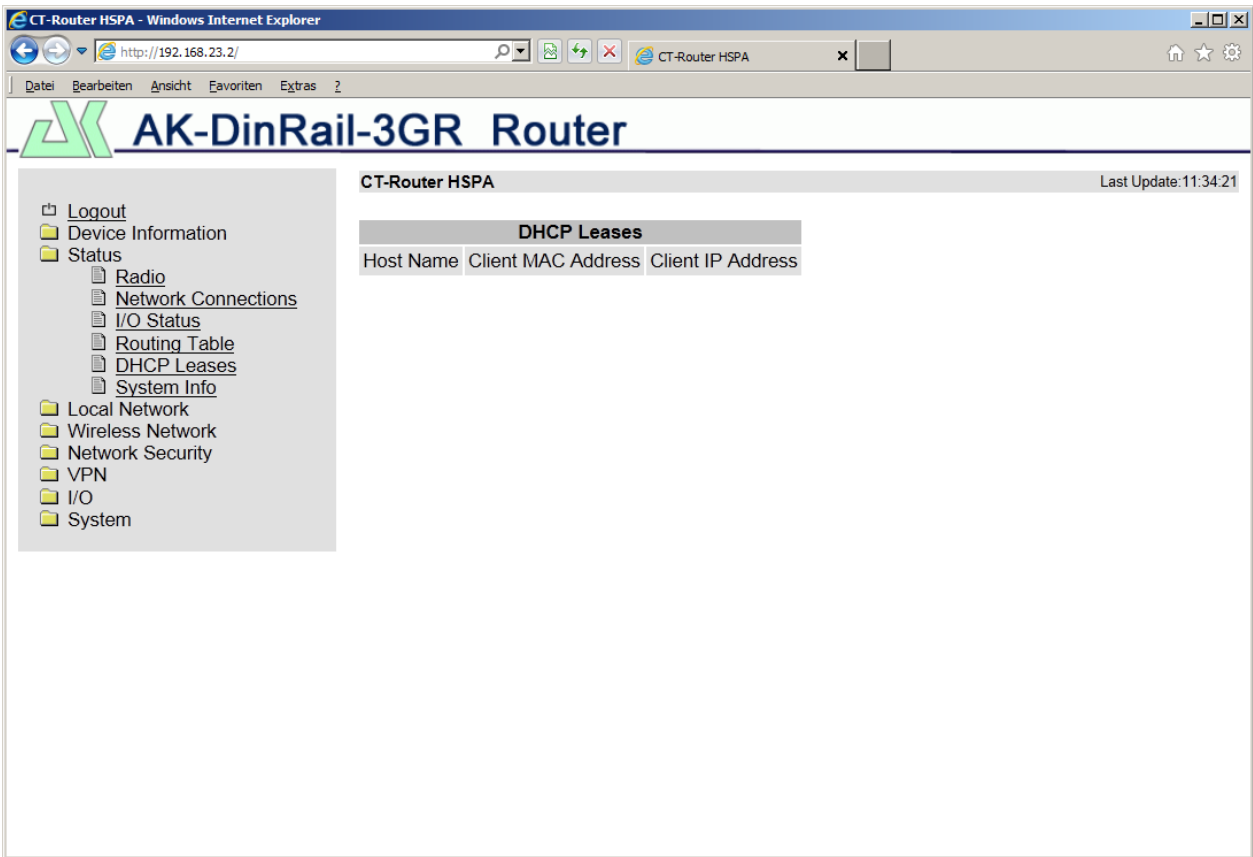 CT-Router HSPA - Windows Internet Explorer
http://192.168.23.2/
CT-Router HSPA
Datei Bearbeiten Ansicht Favoriten Extras ?
AK-DinRail-3GR Router
CT-Router HSPA
Last Update:11:34:21
Logout
Device Information
Status
Radio
Network Connections
I/O Status
Routing Table
DHCP Leases
System Info
Local Network
Wireless Network
Network Security
VPN
I/O
System
DHCP Leases
Host Name Client MAC Address Client IP Address